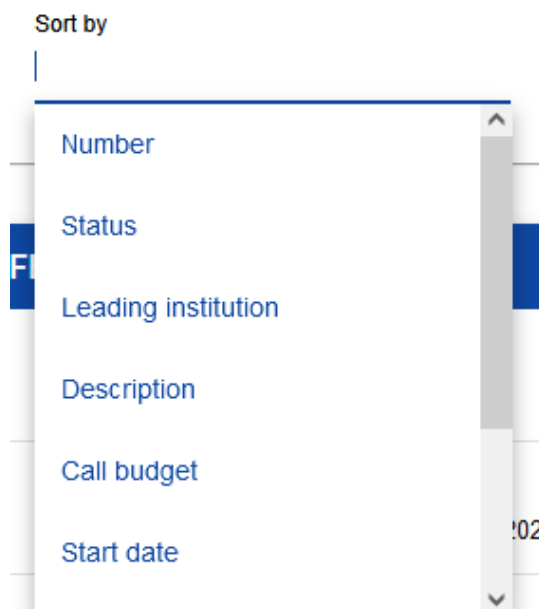 Sort by
Number
Status
Leading institution
Description
Call budget
Start date